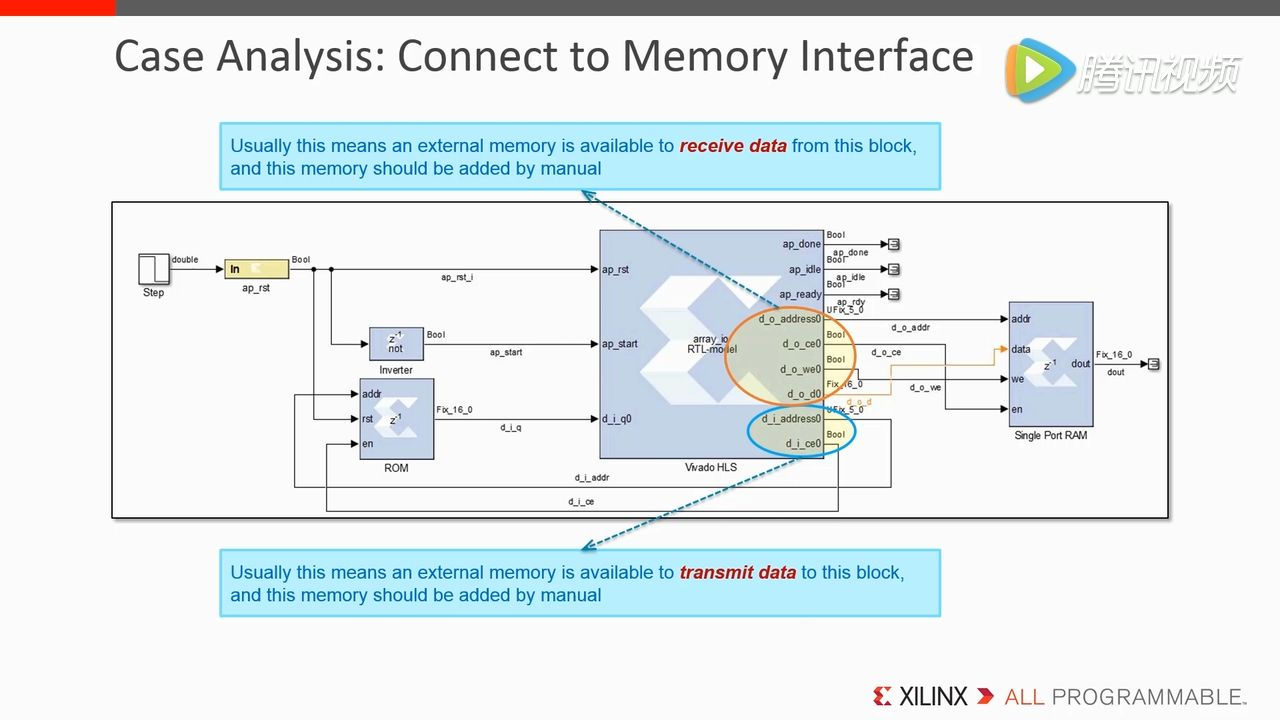 Case Analysis: Connect to Memory Interface
腾讯视频
Usually this means an external memory is available to receive data from this block,
and this memory should be added by manual
double
Step
In
ap_rst
Bool
ap_rst_i
z-1
not
Inverter
Bool
ap_start
addr
rst
en
z-1
ROM
Fix_16_0
d_i_q
ap_rst
ap_start
d_i_q0
array_io
RTL-model
Vivado HLS
ap_done
ap_idle
ap_ready
d_o_address0
d_o_ce0
d_o_we0
d_o_d0
d_i_address0
d_i_ce0
Bool
ap_done
Bool
ap_idle
Bool
ap_rdy
UFix_5_0
d_o_addr
Bool
d_o_ce
Bool
d_o_we
Fix_16_0
d_o_d
UFix_5_0
Bool
d_i_addr
d_i_ce
addr
data
we
en
z-1
dout
Single Port RAM
Fix_16_0
dout
Usually this means an external memory is available to transmit data to this block,
and this memory should be added by manual
XILINX ALL PROGRAMMABLE™